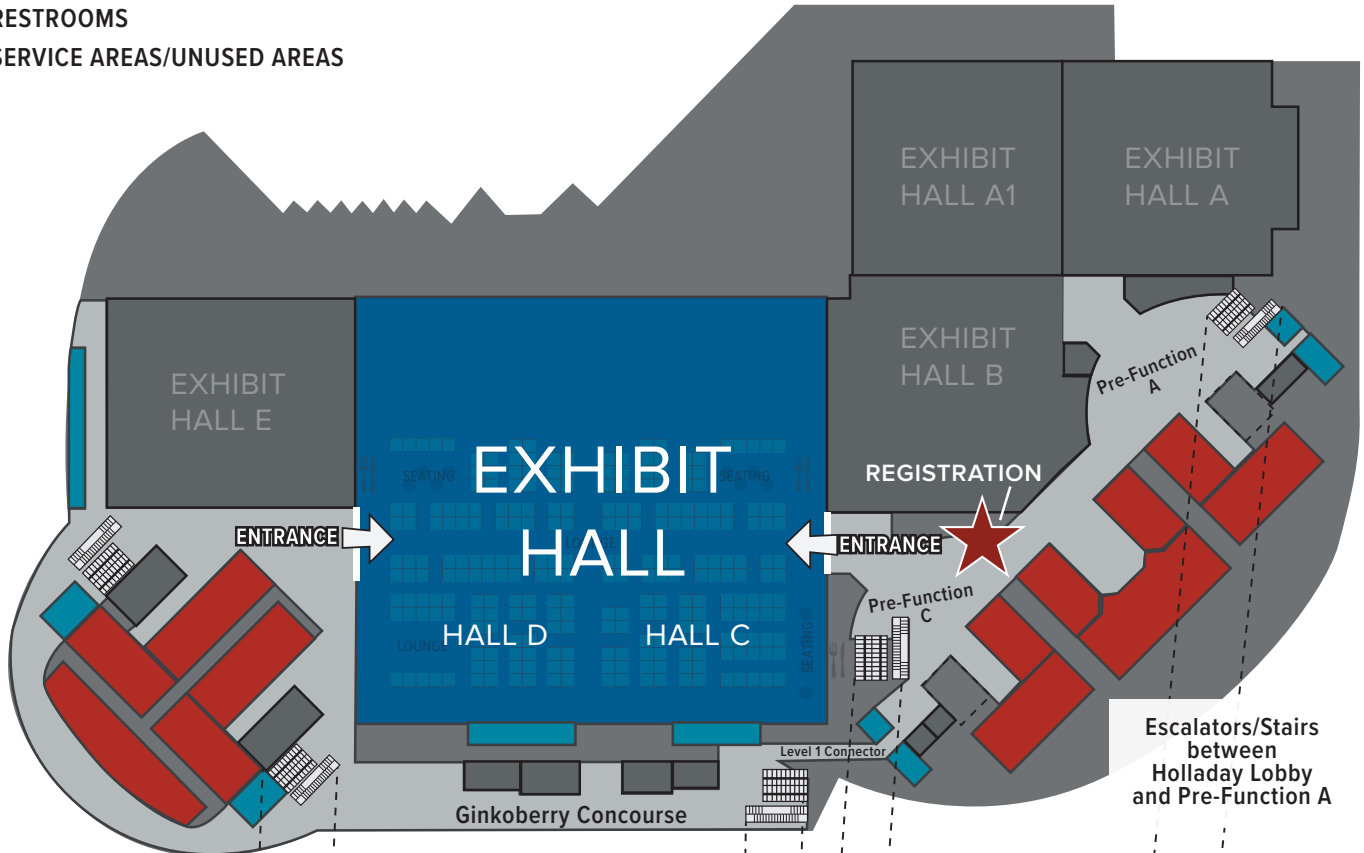 RESTROOMS
SERVICE AREAS/UNUSED AREAS
EXHIBIT
HALL A1
EXHIBIT
HALL A
EXHIBIT
HALL B
Pre-Function
A
EXHIBIT
HALL E
EXHIBIT
HALL
SEATING
SEATING
LOUNGE
REGISTRATION
ENTRANCE
ENTRANCE
Pre-Function
C
HALL D
HALL C
LOUNGE
SEATING
Level 1 Connector
Ginkoberry Concourse
Escalators/Stairs
between
Holladay Lobby
and Pre-Function A